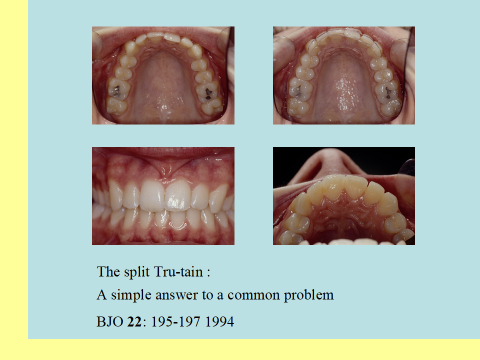 The split Tru-tain :
A simple answer to a common problem
BJO 22: 195-197 1994